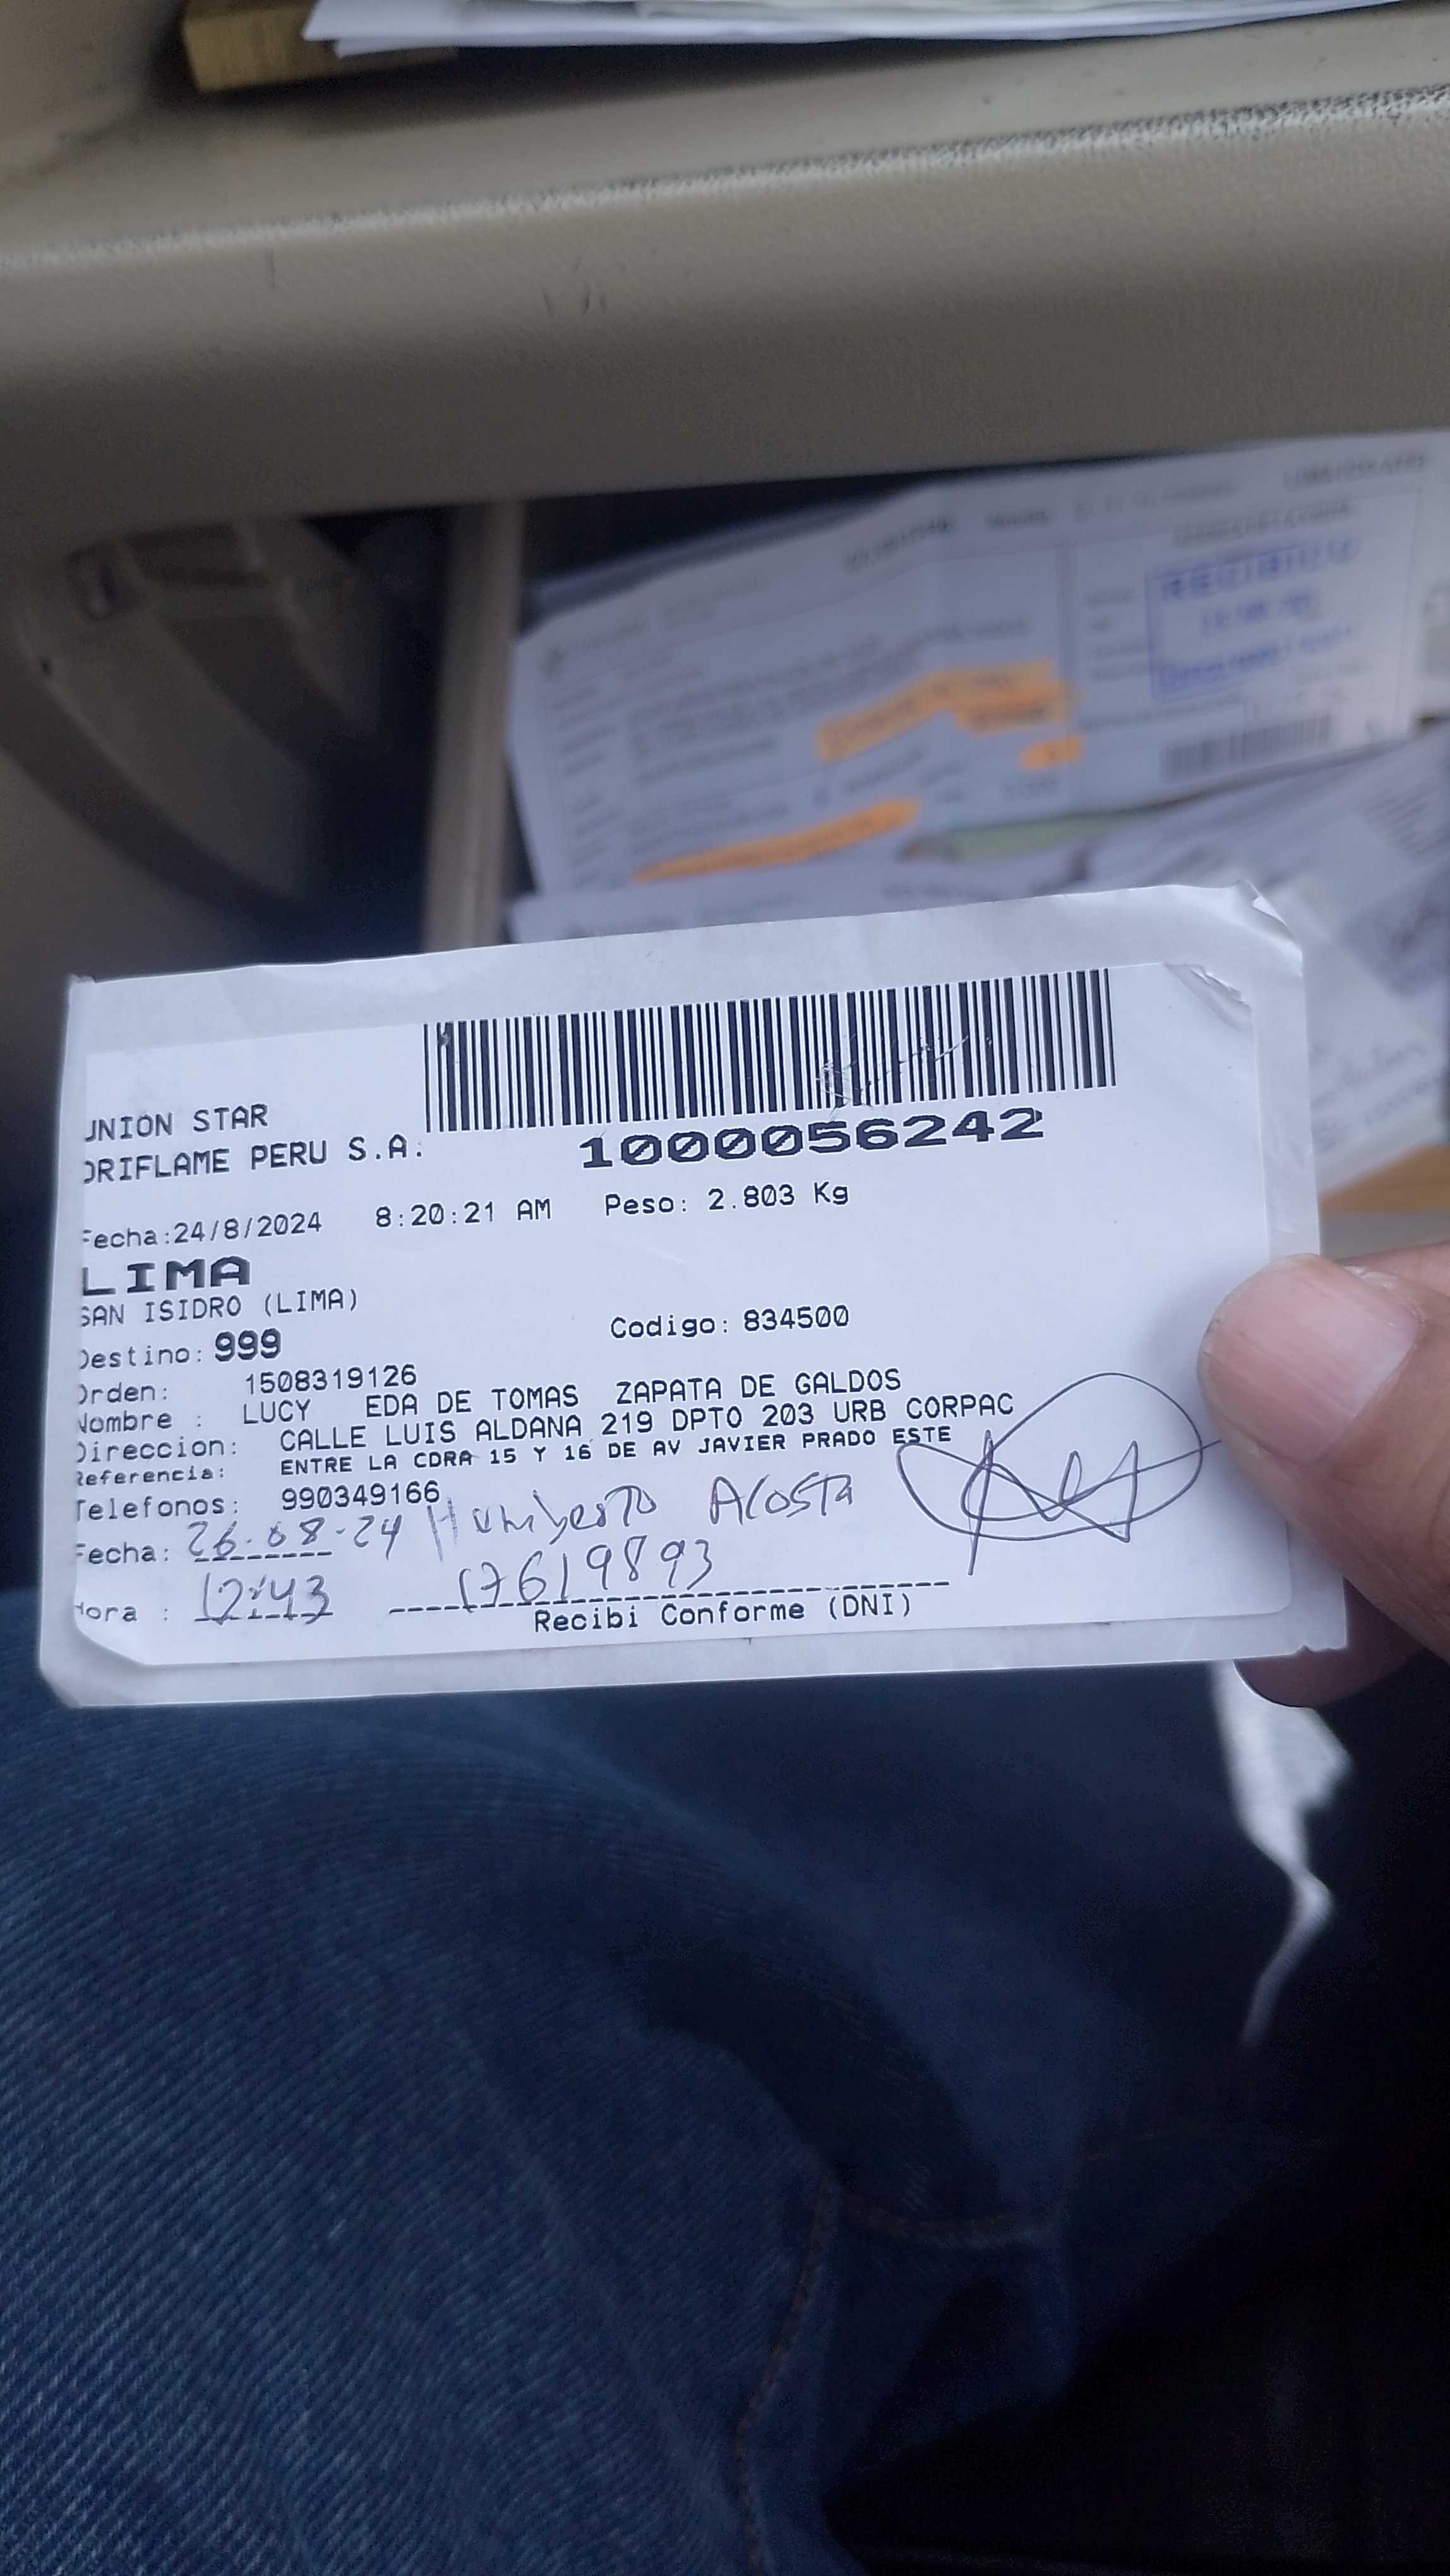 UNION STAR
ORIFLAME PERU S.A.
1000056242
Fecha:24/8/2024 8:20:21 AM Peso: 2.803 Kg
LIMA
SAN ISIDRO (LIMA)
Destino: 999 Codigo: 834500
Orden: 1508319126
Nombre : LUCY EDA DE TOMAS ZAPATA DE GALDOS
Direccion: CALLE LUIS ALDANA 219 DPTO 203 URB CORPAC
Referencia: ENTRE LA CDRA 15 Y 16 DE AV JAVIER PRADO ESTE
Telefonos: 990349166
Fecha: 26-08-24 Humberto Acosta
Hora : 12:43 17619893
Recibi Conforme (DNI)
RECIBIDO